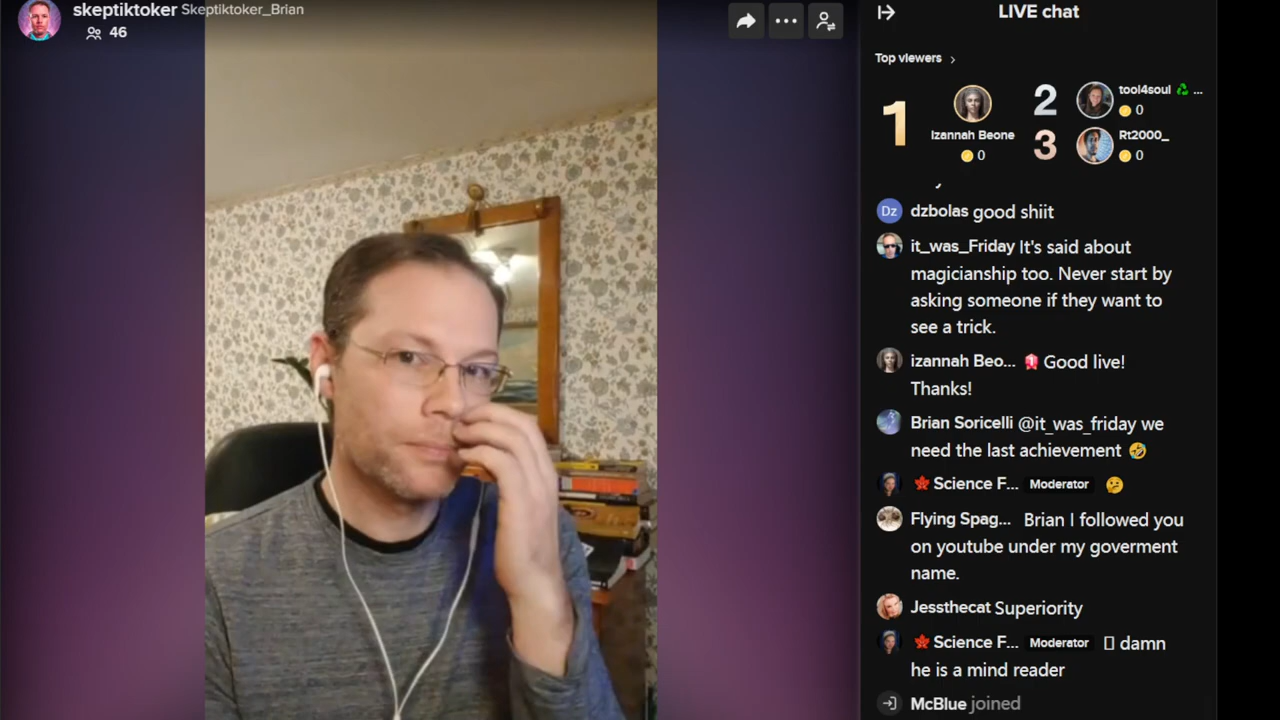 skeptiktoker Skeptiktoker_Brian
46
LIVE chat
Top viewers
1
Izannah Beone
0
2
tool4soul ...
0
3
Rt2000_
0
Dz dzbolas good shiit
it_was_Friday It's said about
magicianship too. Never start by
asking someone if they want to
see a trick.
izannah Beo... 1 Good live!
Thanks!
Brian Soricelli @it_was_friday we
need the last achievement 🤣
Science F... Moderator 🤔
Flying Spag... Brian I followed you
on youtube under my goverment
name.
Jessthecat Superiority
Science F... Moderator damn
he is a mind reader
McBlue joined